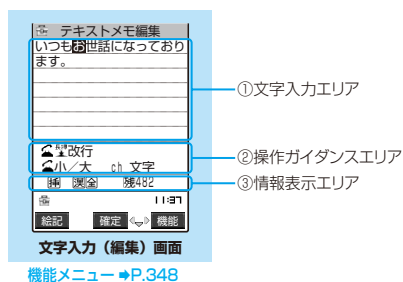 テキストメモ編集
いつもお世話になっており
ます。
改行
小/大 ch 文字
挿 漢全 残482
11:37
絵記 確定 機能
①文字入力エリア
②操作ガイダンスエリア
③情報表示エリア
文字入力(編集)画面
機能メニュー➡P.348